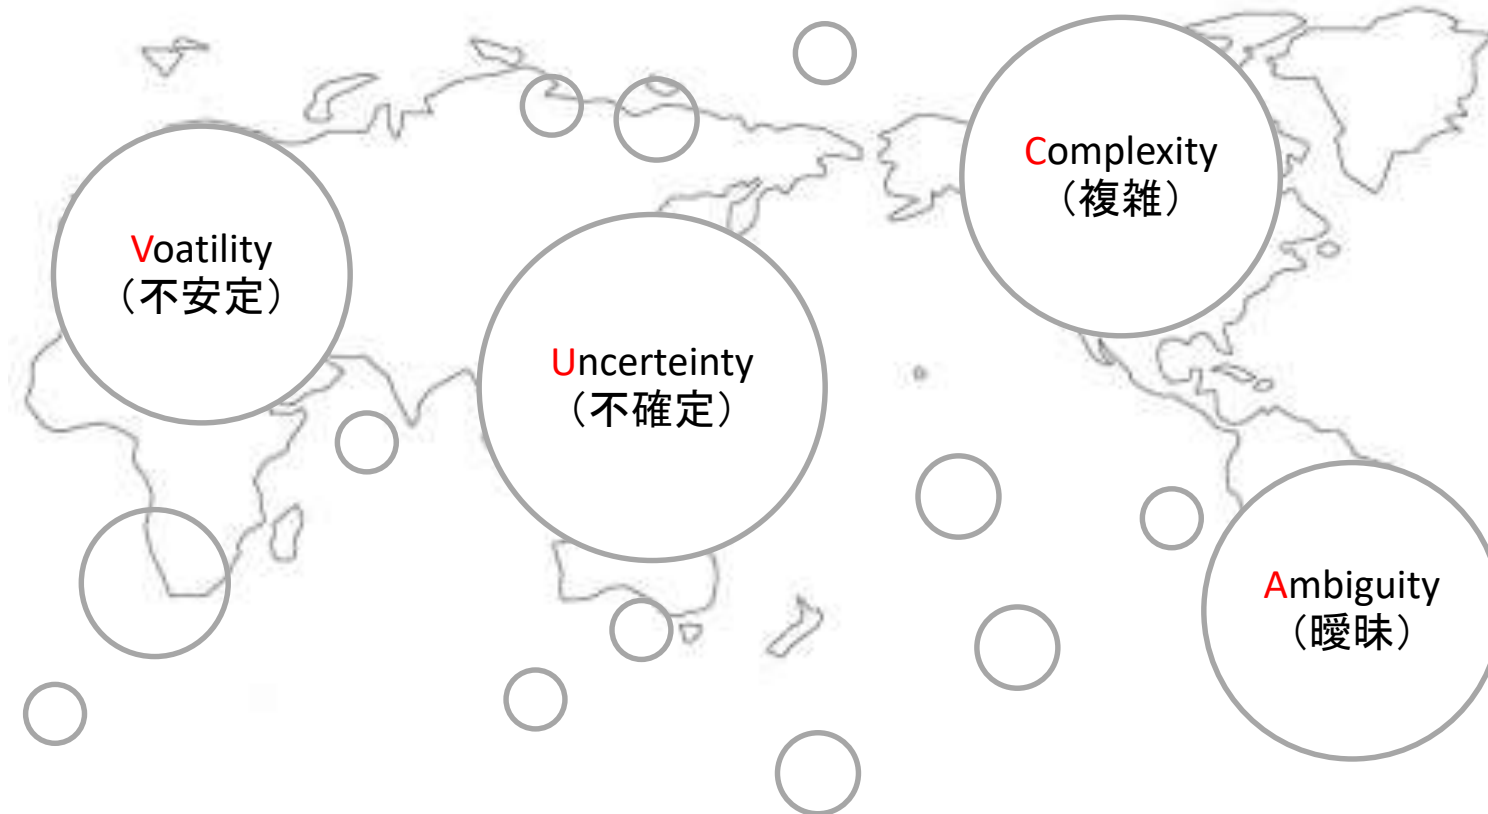 Voatility
（不安定）
Uncerteinty
（不確定）
Complexity
（複雑）
Ambiguity
（曖昧）